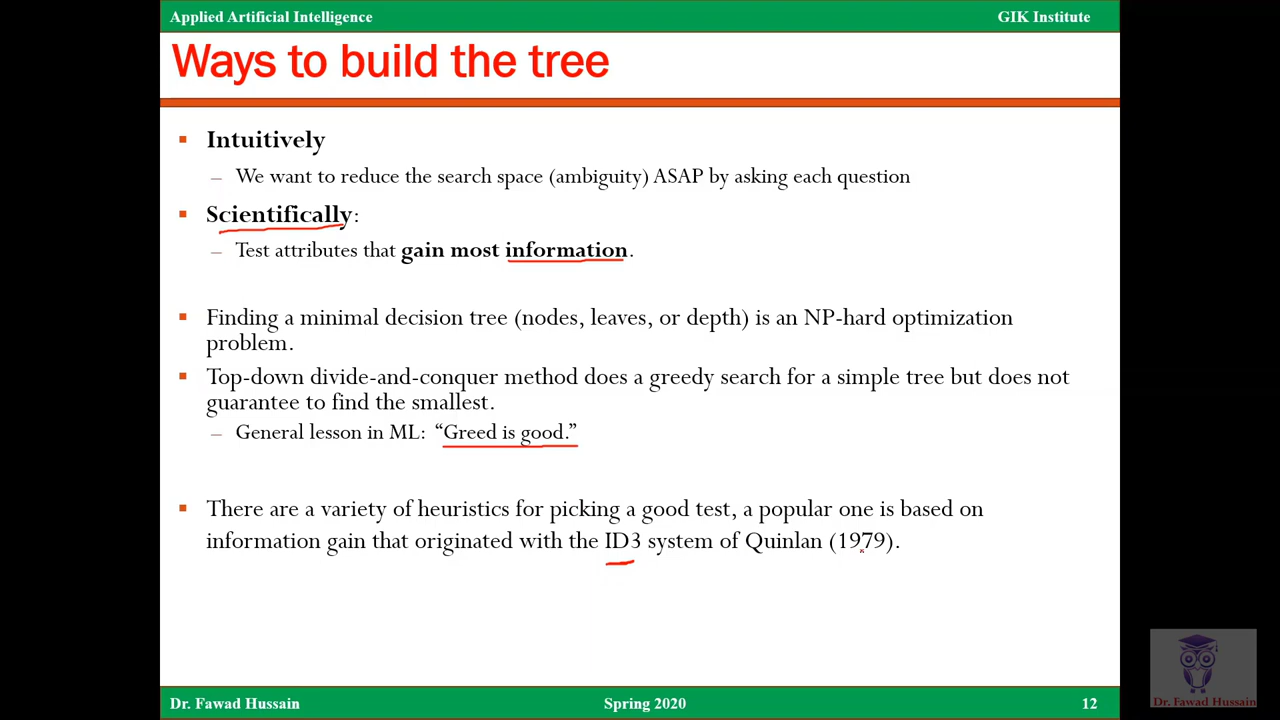 Applied Artificial Intelligence
GIK Institute
Ways to build the tree
▪ Intuitively
– We want to reduce the search space (ambiguity) ASAP by asking each question
▪ Scientifically:
– Test attributes that gain most information.
▪ Finding a minimal decision tree (nodes, leaves, or depth) is an NP-hard optimization
problem.
▪ Top-down divide-and-conquer method does a greedy search for a simple tree but does not
guarantee to find the smallest.
– General lesson in ML: “Greed is good.”
▪ There are a variety of heuristics for picking a good test, a popular one is based on
information gain that originated with the ID3 system of Quinlan (1979).
Dr. Fawad Hussain
Spring 2020
12
Dr. Fawad Hussain